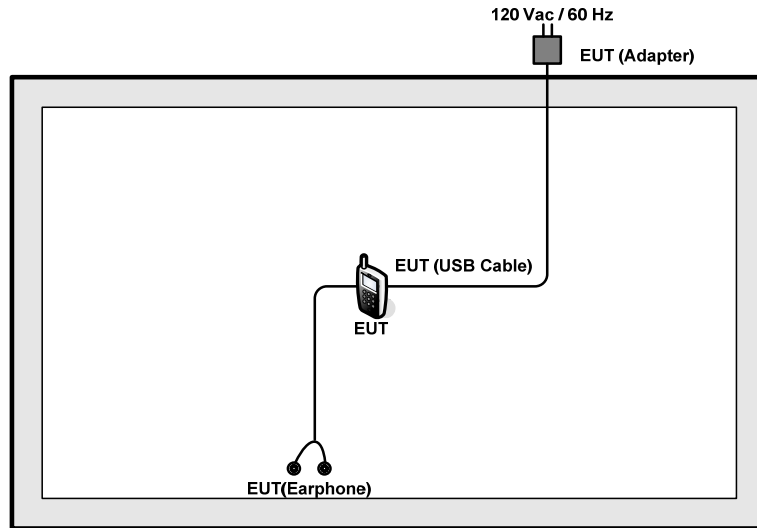 120 Vac / 60 Hz
EUT (Adapter)
EUT (USB Cable)
EUT
EUT(Earphone)